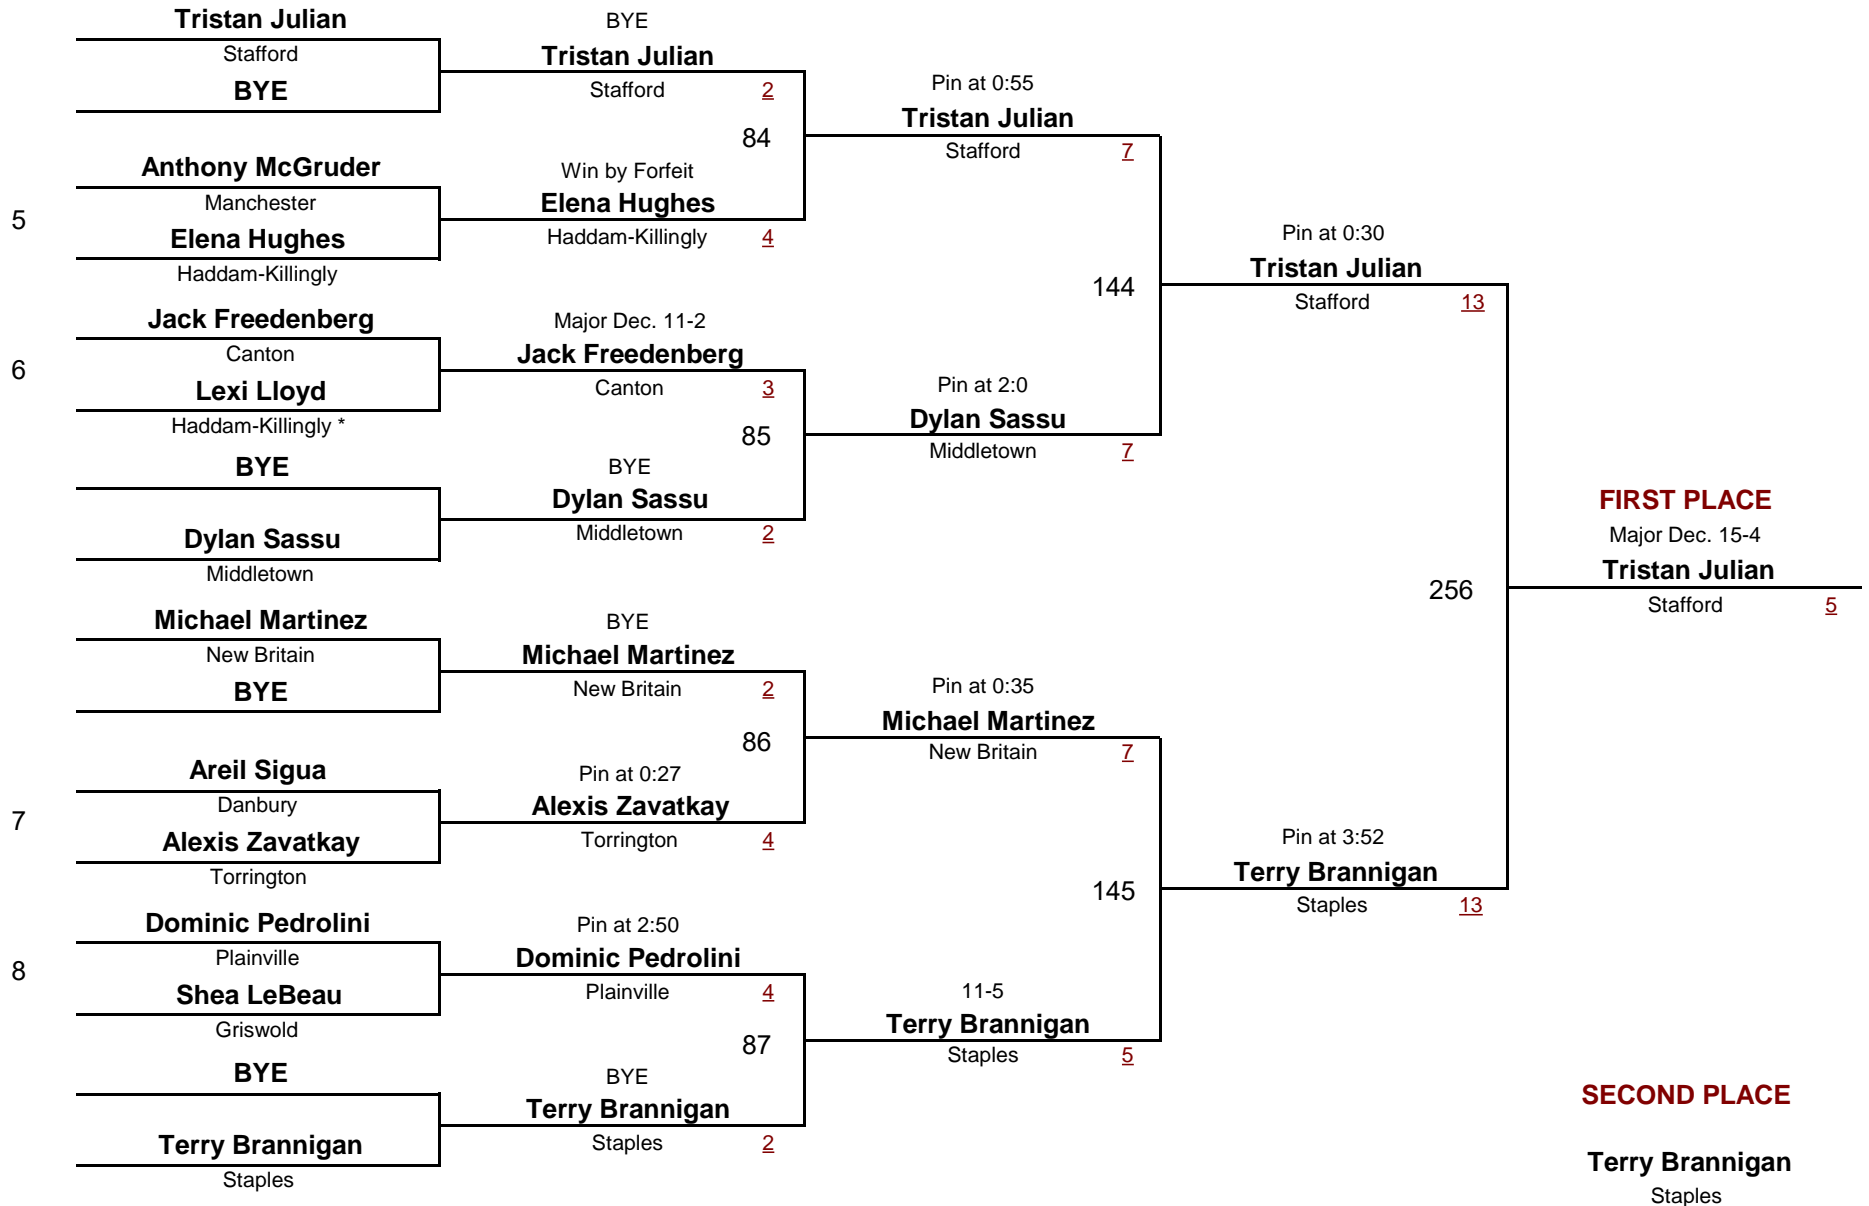 Tristan Julian
Stafford
BYE
5
Anthony McGruder
Manchester
Elena Hughes
Haddam-Killingly
6
Jack Freedenberg
Canton
Lexi Lloyd
Haddam-Killingly *
BYE
Dylan Sassu
Middletown
Michael Martinez
New Britain
BYE
7
Areil Sigua
Danbury
Alexis Zavatkay
Torrington
8
Dominic Pedrolini
Plainville
Shea LeBeau
Griswold
BYE
Terry Brannigan
Staples
BYE
Tristan Julian
Stafford 2
84
Win by Forfeit
Elena Hughes
Haddam-Killingly 4
Major Dec. 11-2
Jack Freedenberg
Canton 3
85
BYE
Dylan Sassu
Middletown 2
BYE
Michael Martinez
New Britain 2
86
Pin at 0:27
Alexis Zavatkay
Torrington 4
Pin at 2:50
Dominic Pedrolini
Plainville 4
87
BYE
Terry Brannigan
Staples 2
Pin at 0:55
Tristan Julian
Stafford 7
144
Pin at 2:0
Dylan Sassu
Middletown 7
Pin at 0:35
Michael Martinez
New Britain 7
145
11-5
Terry Brannigan
Staples 5
Pin at 0:30
Tristan Julian
Stafford 13
256
Pin at 3:52
Terry Brannigan
Staples 13
FIRST PLACE
Major Dec. 15-4
Tristan Julian
Stafford 5
SECOND PLACE
Terry Brannigan
Staples